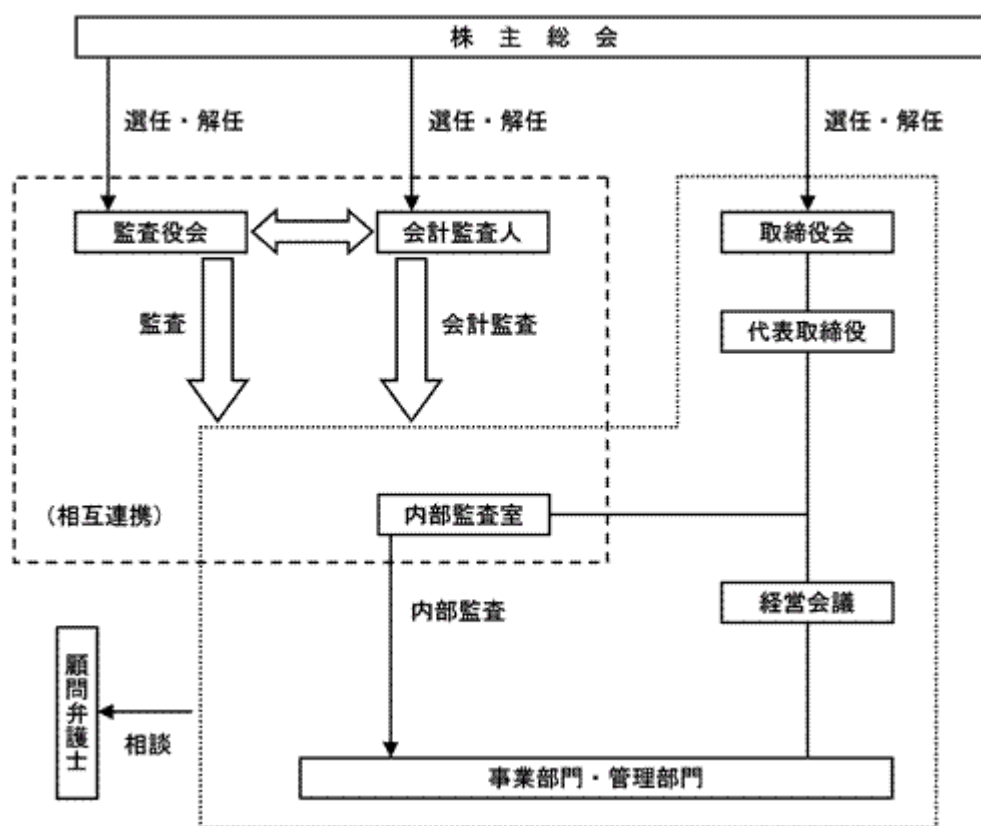 株主総会
選任・解任
選任・解任
選任・解任
監査役会
会計監査人
取締役会
監査
会計監査
代表取締役
（相互連携）
内部監査室
内部監査
経営会議
顧問弁護士
相談
事業部門・管理部門